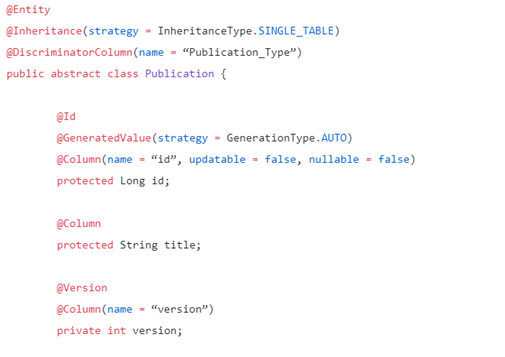 @Entity
@Inheritance(strategy = InheritanceType.SINGLE_TABLE)
@DiscriminatorColumn(name = “Publication_Type”)
public abstract class Publication {
@Id
@GeneratedValue(strategy = GenerationType.AUTO)
@Column(name = “id”, updatable = false, nullable = false)
protected Long id;
@Column
protected String title;
@Version
@Column(name = “version”)
private int version;